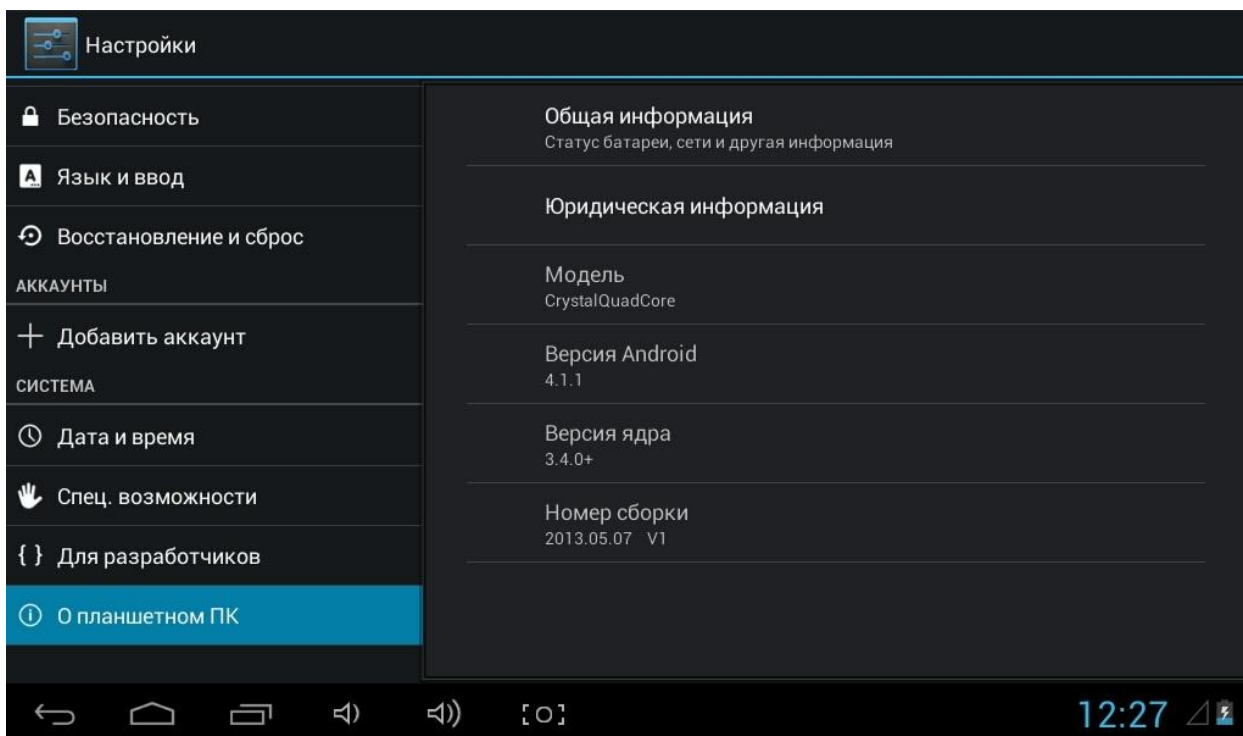 Настройки
Безопасность
Язык и ввод
Восстановление и сброс
АККАУНТЫ
Добавить аккаунт
СИСТЕМА
Дата и время
Спец. возможности
{ } Для разработчиков
О планшетном ПК
Общая информация
Статус батареи, сети и другая информация
Юридическая информация
Модель
CrystalQuadCore
Версия Android
4.1.1
Версия ядра
3.4.0+
Номер сборки
2013.05.07 V1
12:27